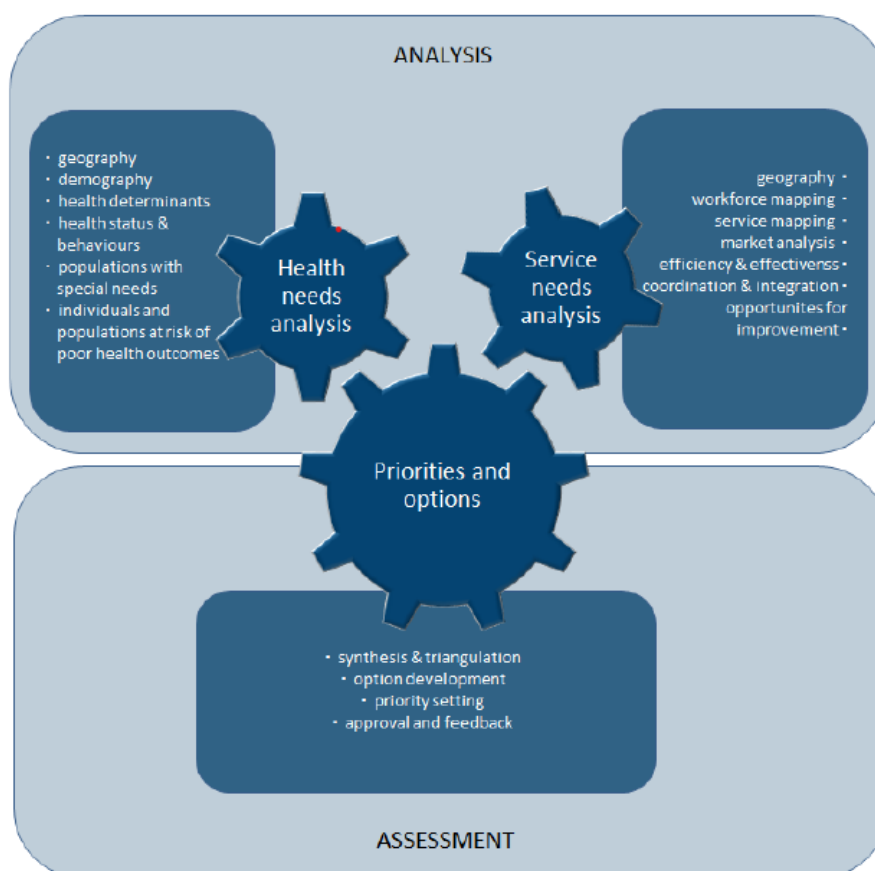 ANALYSIS
· geography
· demography
· health determinants
· health status &
behaviours
· populations with
special needs
· individuals and
populations at risk of
poor health outcomes
Health
needs
analysis
Service
needs
analysis
geography ·
workforce mapping ·
service mapping ·
market analysis ·
efficiency & effectivenss ·
coordination & integration ·
opportunites for
improvement ·
Priorities and
options
· synthesis & triangulation
· option development
· priority setting
· approval and feedback
ASSESSMENT